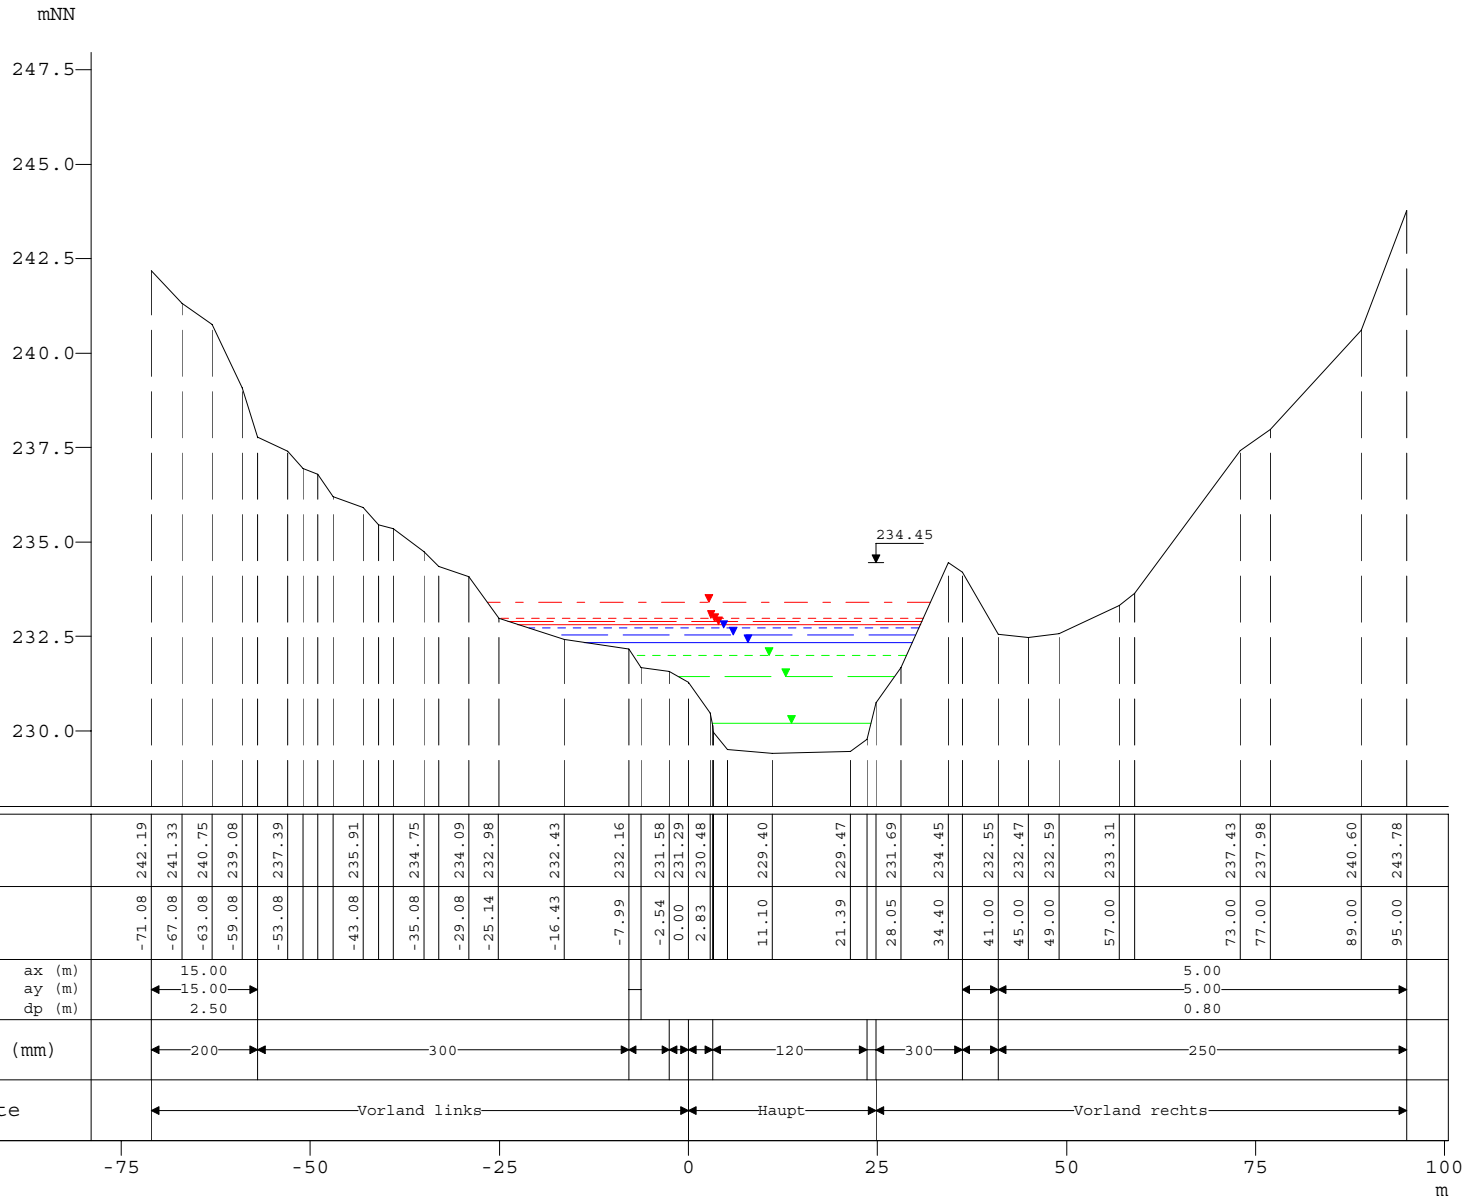 mNN
247.5
245.0
242.5
240.0
237.5
235.0
232.5
230.0
234.45
242.19 241.33 240.75 239.08 237.39 235.91 234.75 234.09 232.98 232.43 232.16 231.58 231.29 230.48 229.40 229.47 231.69 234.45 232.55 232.47 232.59 233.31 237.43 237.98 240.60 243.78
-71.08 -67.08 -63.08 -59.08 -53.08 -43.08 -35.08 -29.08 -25.14 -16.43 -7.99 -2.54 0.00 2.83 11.10 21.39 28.05 34.40 41.00 45.00 49.00 57.00 73.00 77.00 89.00 95.00
ax (m) 15.00 5.00
ay (m) 15.00 5.00
dp (m) 2.50 0.80
(mm) 200 300 120 300 250
te Vorland links Haupt Vorland rechts
-75 -50 -25 0 25 50 75 100
m